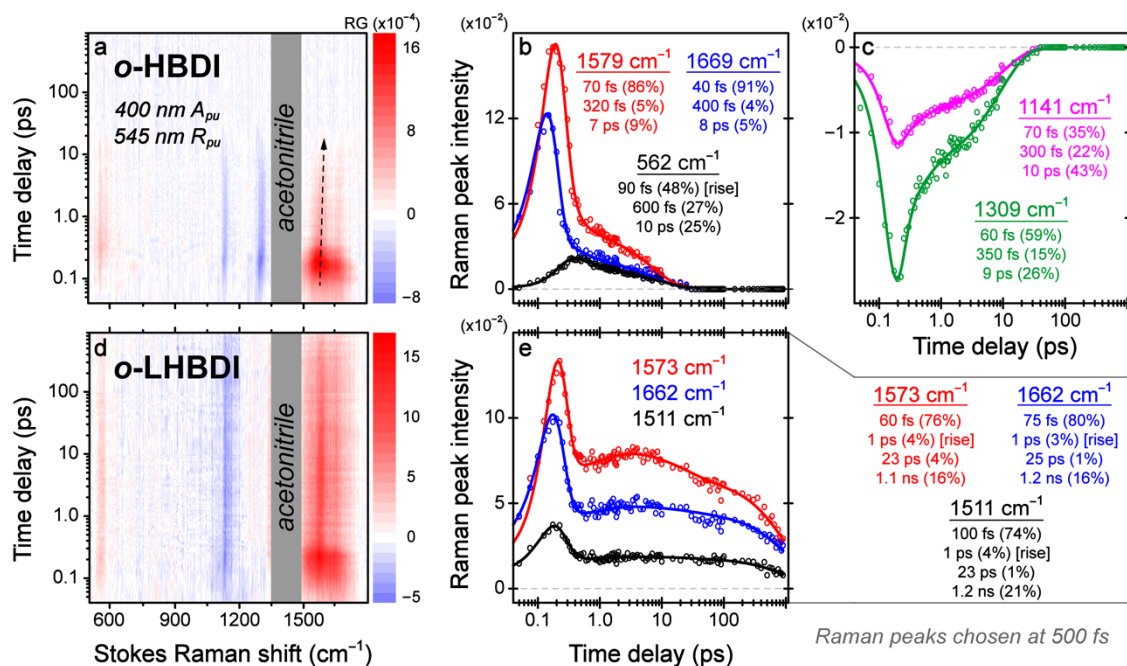 RG (x10⁻⁴)
a
o-HBDI
400 nm Apu
545 nm Rpu
acetonitrile
Time delay (ps)
100
10
1.0
0.1
16
12
8
4
0
−4
−8
(x10⁻²)
b
1579 cm⁻¹
70 fs (86%)
320 fs (5%)
7 ps (9%)
1669 cm⁻¹
40 fs (91%)
400 fs (4%)
8 ps (5%)
562 cm⁻¹
90 fs (48%) [rise]
600 fs (27%)
10 ps (25%)
Raman peak intensity
12
6
0
(x10⁻²)
c
0
−1
−2
1141 cm⁻¹
70 fs (35%)
300 fs (22%)
10 ps (43%)
1309 cm⁻¹
60 fs (59%)
350 fs (15%)
9 ps (26%)
0.1 1.0 10 100
Time delay (ps)
d
o-LHBDI
acetonitrile
Time delay (ps)
100
10
1.0
0.1
15
10
5
0
−5
600 900 1200 1500
Stokes Raman shift (cm⁻¹)
(x10⁻²)
e
1573 cm⁻¹
1662 cm⁻¹
1511 cm⁻¹
Raman peak intensity
10
5
0
0.1 1.0 10 100
Time delay (ps)
1573 cm⁻¹
60 fs (76%)
1 ps (4%) [rise]
23 ps (4%)
1.1 ns (16%)
1662 cm⁻¹
75 fs (80%)
1 ps (3%) [rise]
25 ps (1%)
1.2 ns (16%)
1511 cm⁻¹
100 fs (74%)
1 ps (4%) [rise]
23 ps (1%)
1.2 ns (21%)
Raman peaks chosen at 500 fs